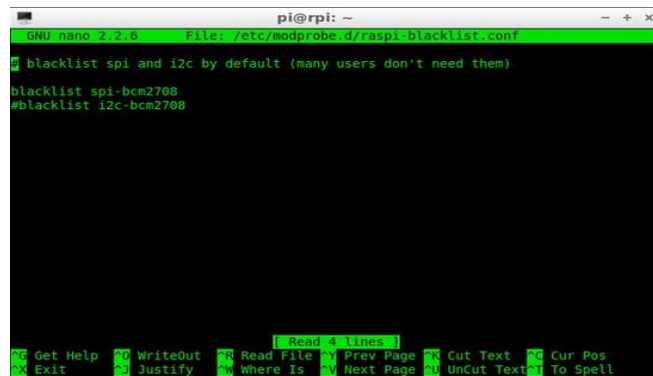 pi@rpi: ~
GNU nano 2.2.6 File: /etc/modprobe.d/raspi-blacklist.conf
# blacklist spi and i2c by default (many users don't need them)
blacklist spi-bcm2708
#blacklist i2c-bcm2708
[ Read 4 lines ]
^G Get Help ^O WriteOut ^R Read File ^Y Prev Page ^K Cut Text ^C Cur Pos
^X Exit ^J Justify ^W Where Is ^V Next Page ^U UnCut Text ^T To Spell